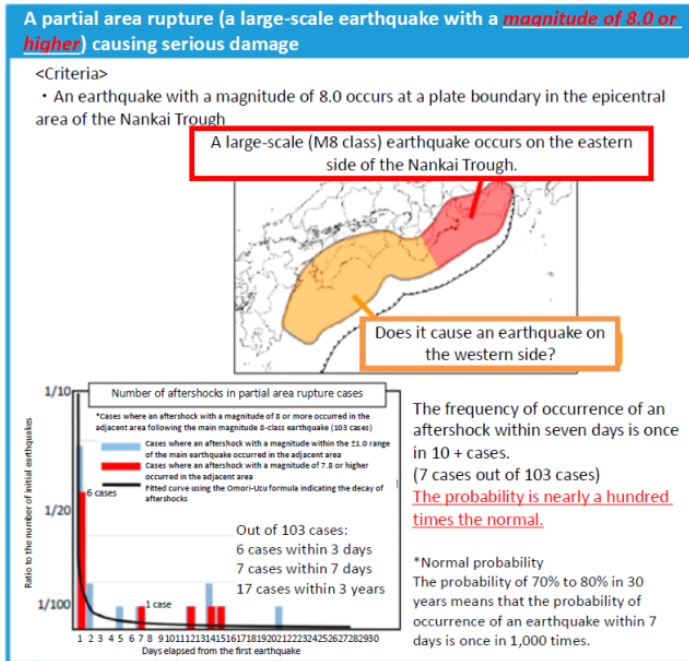 A partial area rupture (a large-scale earthquake with a magnitude of 8.0 or
higher) causing serious damage
<Criteria>
・An earthquake with a magnitude of 8.0 occurs at a plate boundary in the epicentral
area of the Nankai Trough
A large-scale (M8 class) earthquake occurs on the eastern
side of the Nankai Trough.
Does it cause an earthquake on
the western side?
Number of aftershocks in partial area rupture cases
*Cases where an aftershock with a magnitude of 8 or more occurred in the
adjacent area following the main magnitude 8-class earthquake (103 cases)
Cases where an aftershock with a magnitude within the ±1.0 range
of the main earthquake occurred in the adjacent area
Cases where an aftershock with a magnitude of 7.8 or higher
occurred in the adjacent area
Fitted curve using the Omori-Uzu formula indicating the decay of
aftershocks
Ratio to the number of initial earthquakes
1/10
1/20
1/100
6 cases
1 case
Out of 103 cases:
6 cases within 3 days
7 cases within 7 days
17 cases within 3 years
1 2 3 4 5 6 7 8 9 10 11 12 13 14 15 16 17 18 19 20 21 22 23 24 25 26 27 28 29 30
Days elapsed from the first earthquake
The frequency of occurrence of an
aftershock within seven days is once
in 10 + cases.
(7 cases out of 103 cases)
The probability is nearly a hundred
times the normal.
*Normal probability
The probability of 70% to 80% in 30
years means that the probability of
occurrence of an earthquake within 7
days is once in 1,000 times.